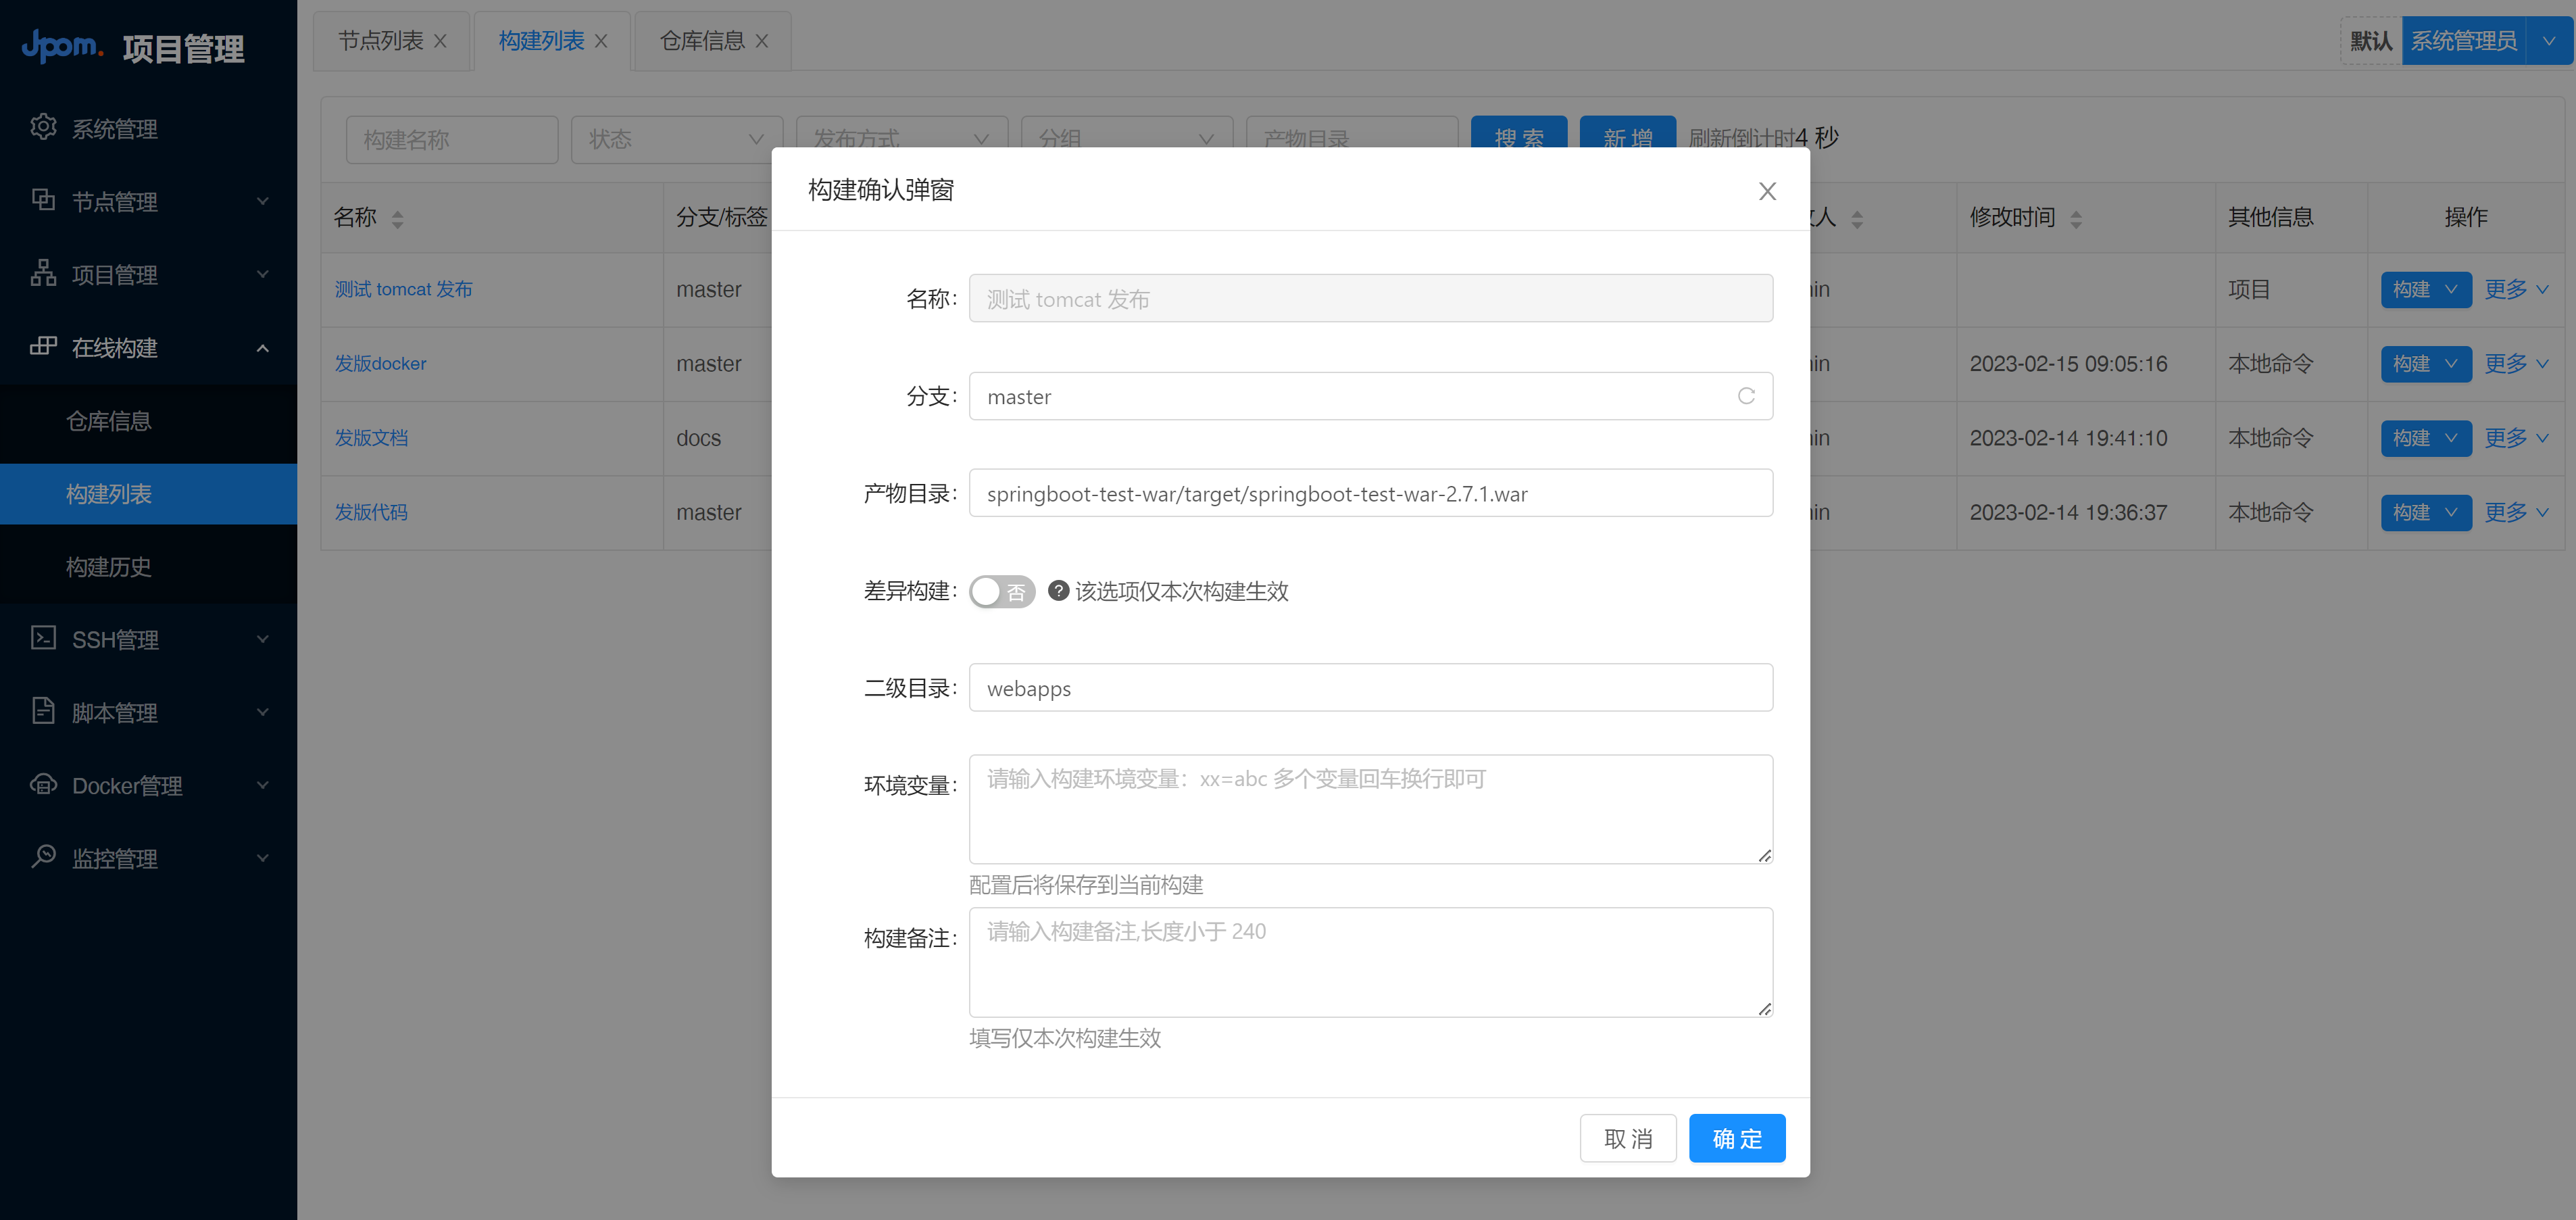 Jpom. 项目管理
系统管理
节点管理
项目管理
在线构建
仓库信息
构建列表
构建历史
SSH管理
脚本管理
Docker管理
监控管理
节点列表
构建列表
仓库信息
默认
系统管理员
构建名称
状态
发布方式
分组
产物目录
搜 索
新 增
刷新倒计时4 秒
名称
分支/标签
人
修改时间
其他信息
操作
测试 tomcat 发布
master
in
项目
构建
更多
发版docker
master
in
2023-02-15 09:05:16
本地命令
构建
更多
发版文档
docs
in
2023-02-14 19:41:10
本地命令
构建
更多
发版代码
master
in
2023-02-14 19:36:37
本地命令
构建
更多
构建确认弹窗
名称:
测试 tomcat 发布
分支:
master
产物目录:
springboot-test-war/target/springboot-test-war-2.7.1.war
差异构建:
否
该选项仅本次构建生效
二级目录:
webapps
环境变量:
请输入构建环境变量：xx=abc 多个变量回车换行即可
配置后将保存到当前构建
构建备注:
请输入构建备注,长度小于 240
填写仅本次构建生效
取 消
确 定